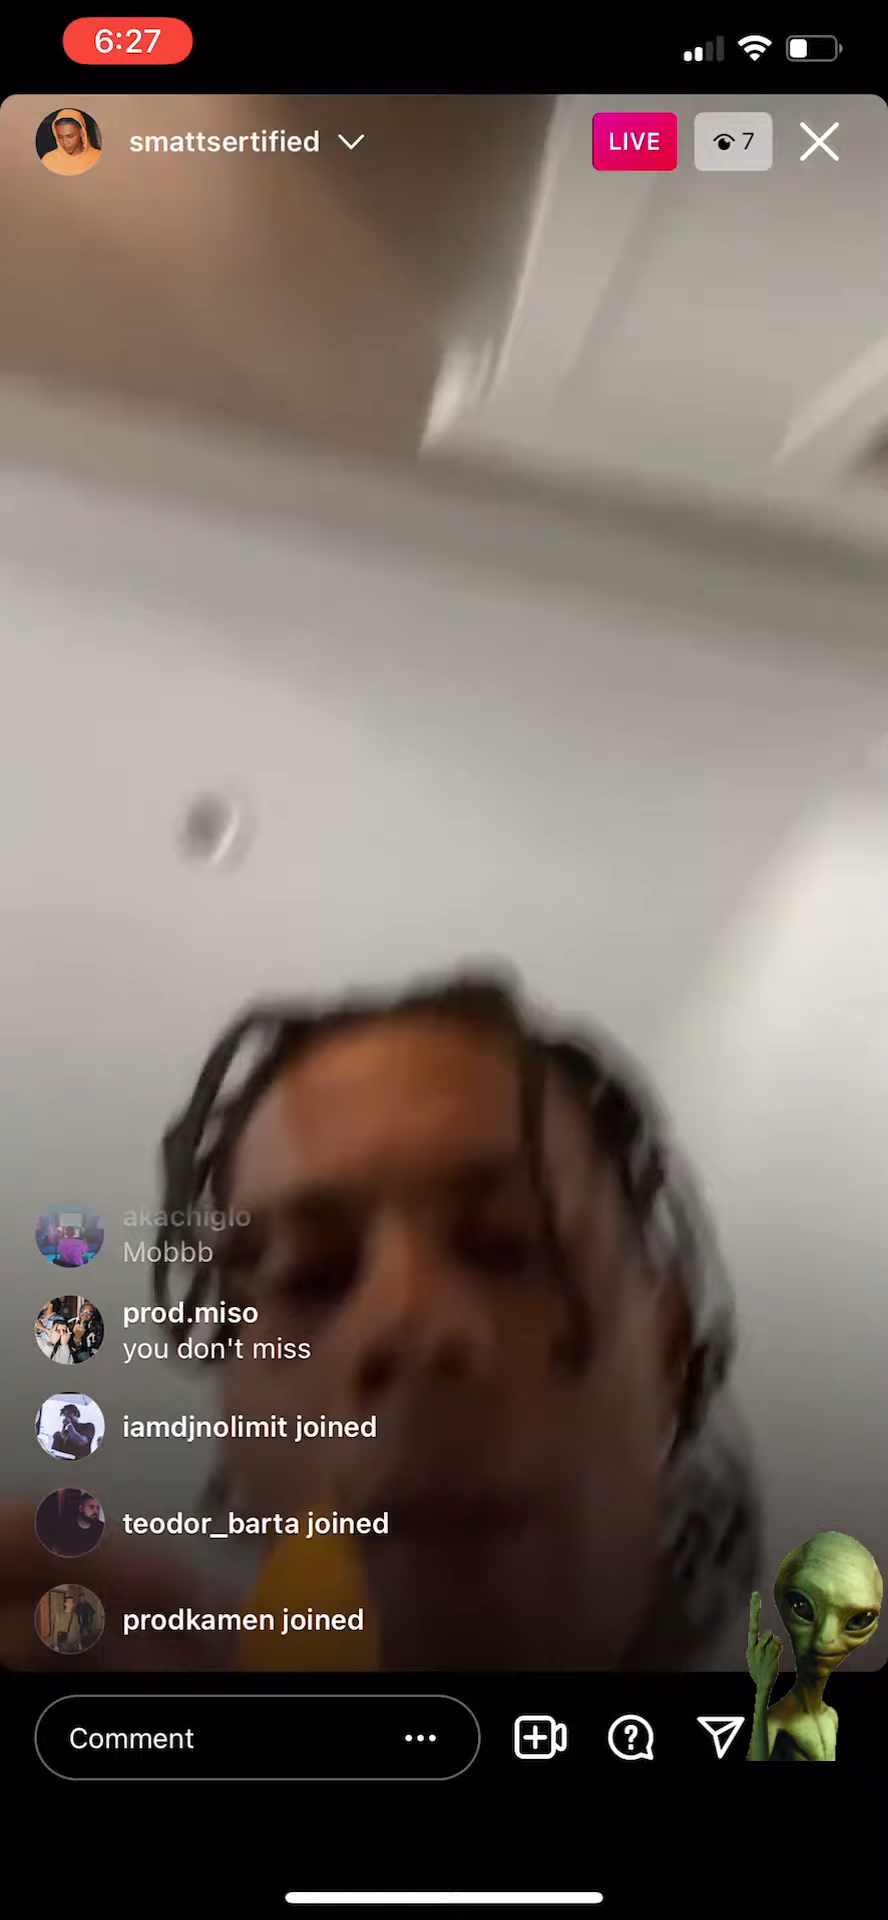 6:27
smattsertified
LIVE
7
akachiglo
Mobbb
prod.miso
you don't miss
iamdjnolimit joined
teodor_barta joined
prodkamen joined
Comment